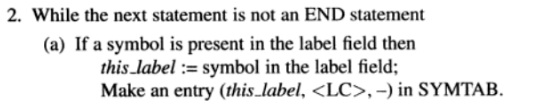 2. While the next statement is not an END statement
(a) If a symbol is present in the label field then
this_label := symbol in the label field;
Make an entry (this_label, <LC>, –) in SYMTAB.